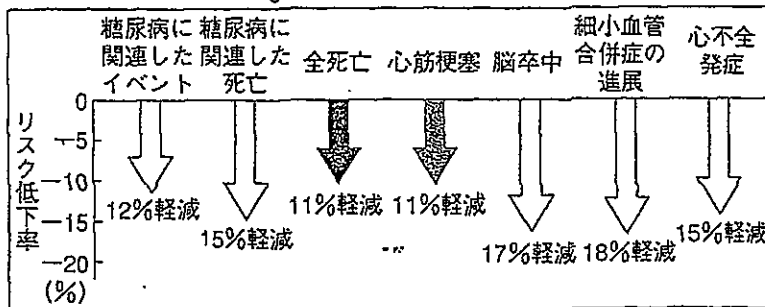 糖尿病に
関連した
イベント
糖尿病に
関連した
死亡
全死亡
心筋梗塞
脳卒中
細小血管
合併症の
進展
心不全
発症
リスク低下率
0
−5
−10
−15
−20
(%)
12%軽減
15%軽減
11%軽減
11%軽減
17%軽減
18%軽減
15%軽減